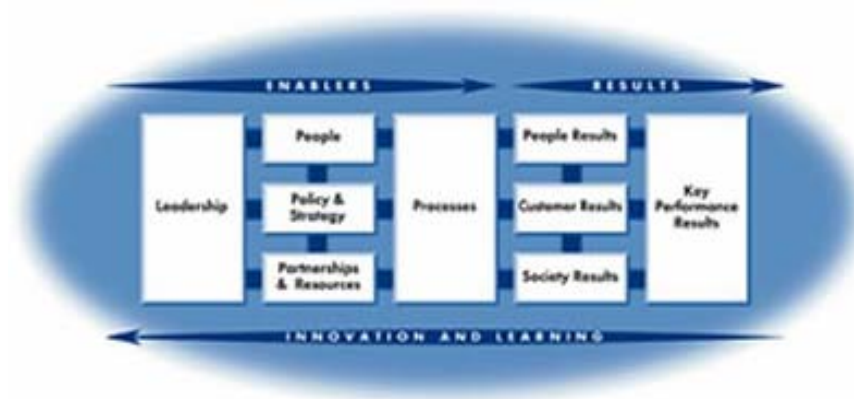 ENABLERS
RESULTS
Leadership
People
Policy &
Strategy
Partnerships
& Resources
Processes
People Results
Customer Results
Society Results
Key
Performance
Results
INNOVATION AND LEARNING